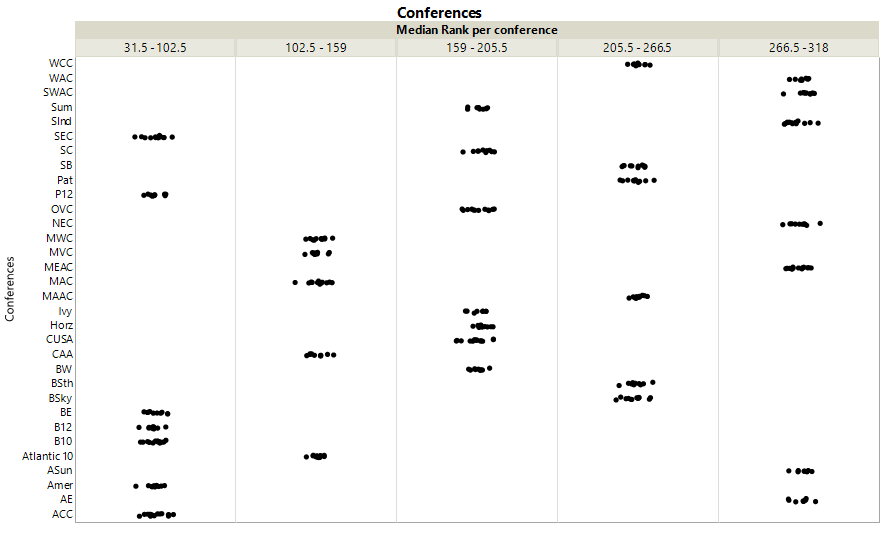 Conferences
Median Rank per conference
31.5 - 102.5 102.5 - 159 159 - 205.5 205.5 - 266.5 266.5 - 318
WCC
WAC
SWAC
Sum
Slnd
SEC
SC
SB
Pat
P12
OVC
NEC
MWC
MVC
MEAC
MAC
MAAC
Ivy
Horz
CUSA
CAA
BW
BSth
BSky
BE
B12
B10
Atlantic 10
ASun
Amer
AE
ACC
Conferences